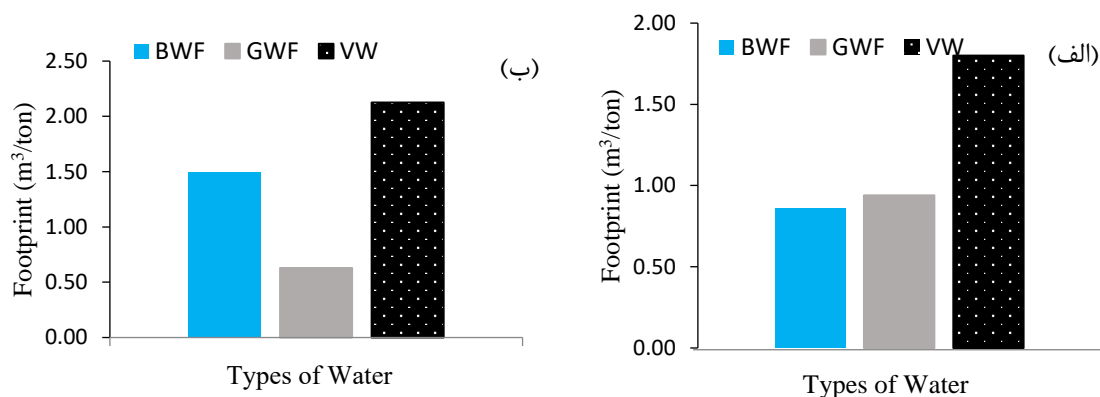 (ب)
BWF GWF VW
2.50
2.00
1.50
1.00
0.50
0.00
Footprint (m³/ton)
Types of Water
(الف)
BWF GWF VW
2.00
1.50
1.00
0.50
0.00
Footprint (m³/ton)
Types of Water